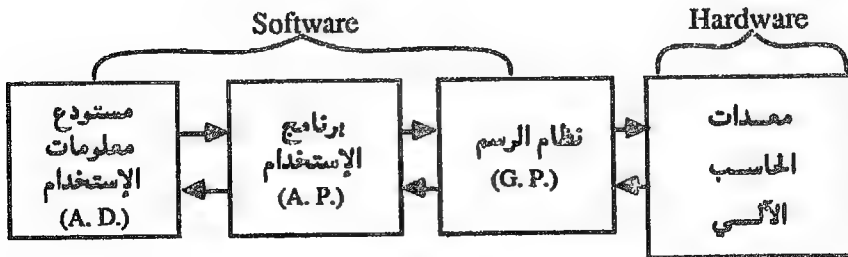 Software
Hardware
مستودع
معلومات
الإستخدام
(A. D.)
برنامج
الإستخدام
(A. P.)
نظام الرسم
(G. P.)
معدات
الحاسب
الآلي